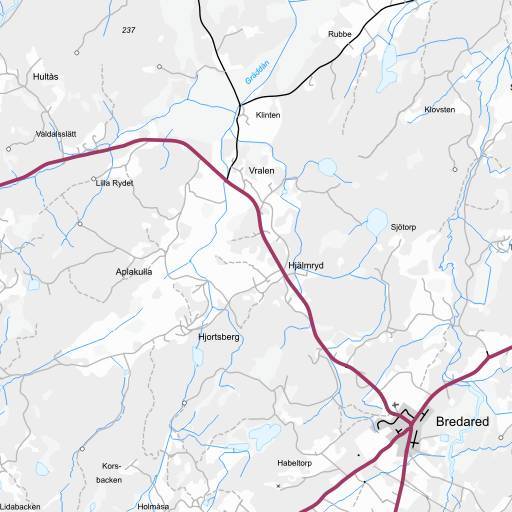 237
Rubbe
Gräddån
Hultås
Klovsten
Klinten
Väldalsslätt
Vralen
Lilla Rydet
Sjötorp
Hjälmryd
Aplakulla
Hjortsberg
Bredared
Habeltorp
Kors-
backen
Lidabacken
Holmåsa